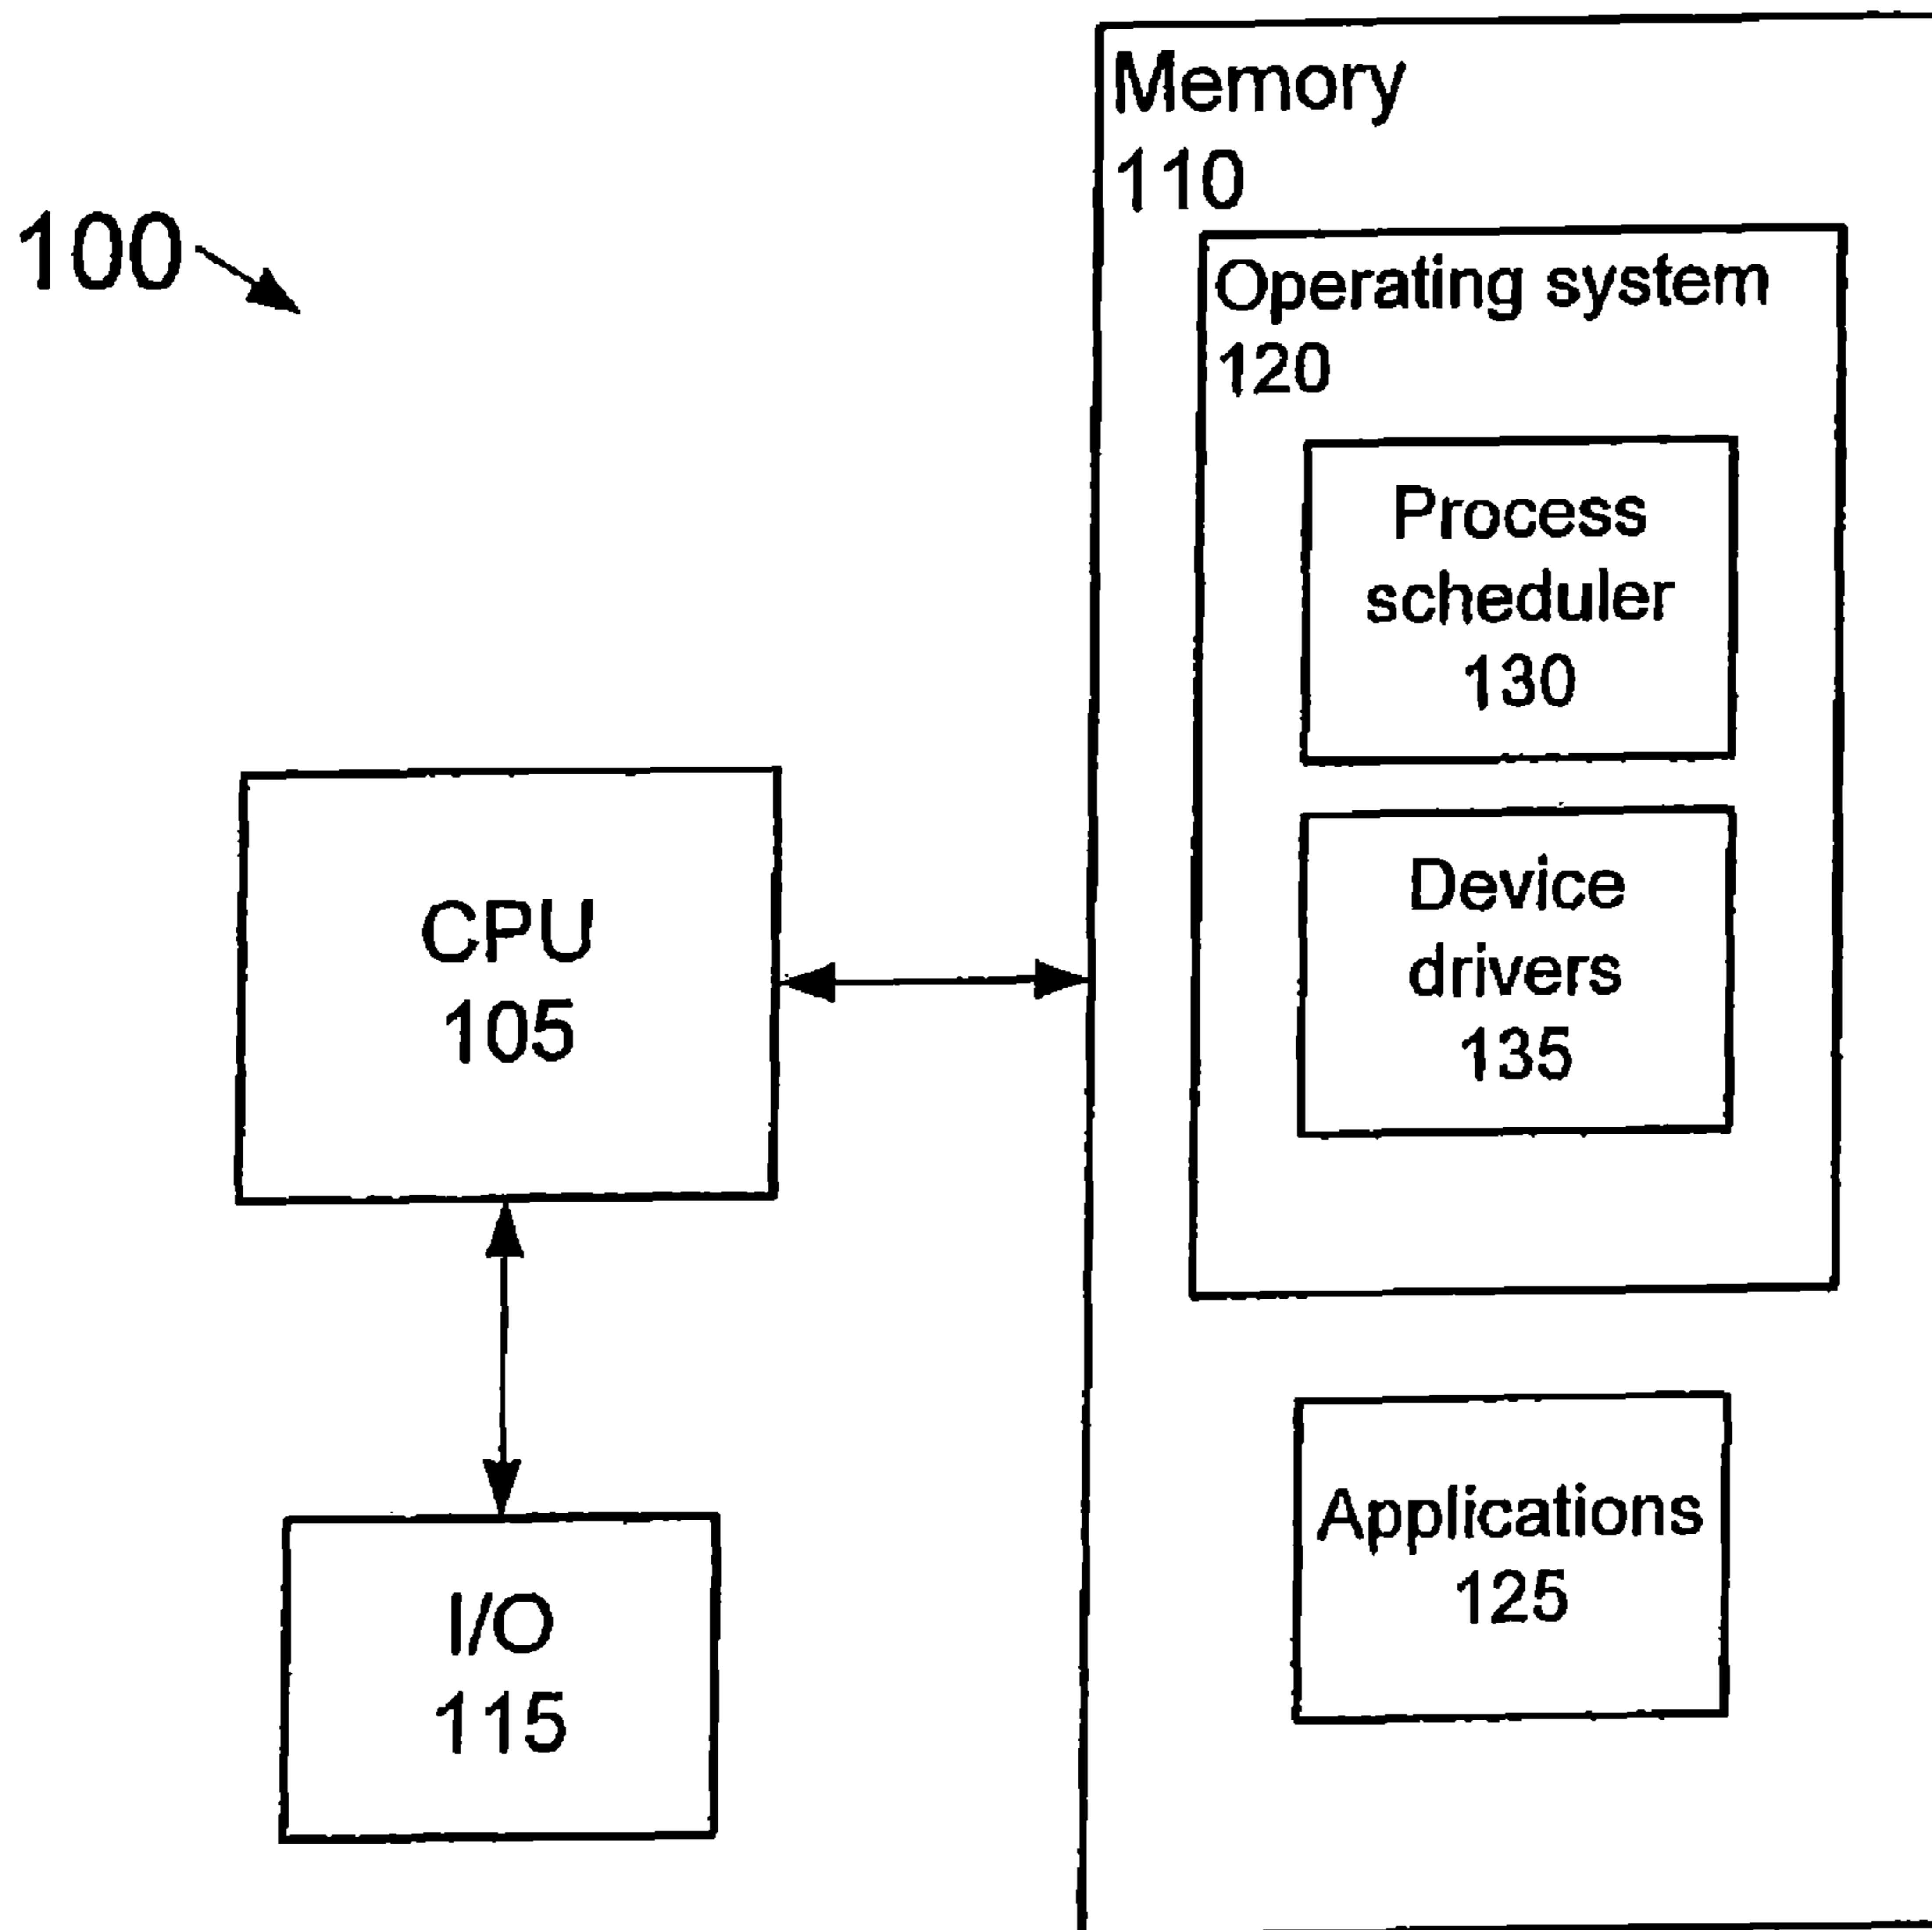 100
Memory
110
Operating system
120
Process
scheduler
130
Device
drivers
135
CPU
105
Applications
125
I/O
115